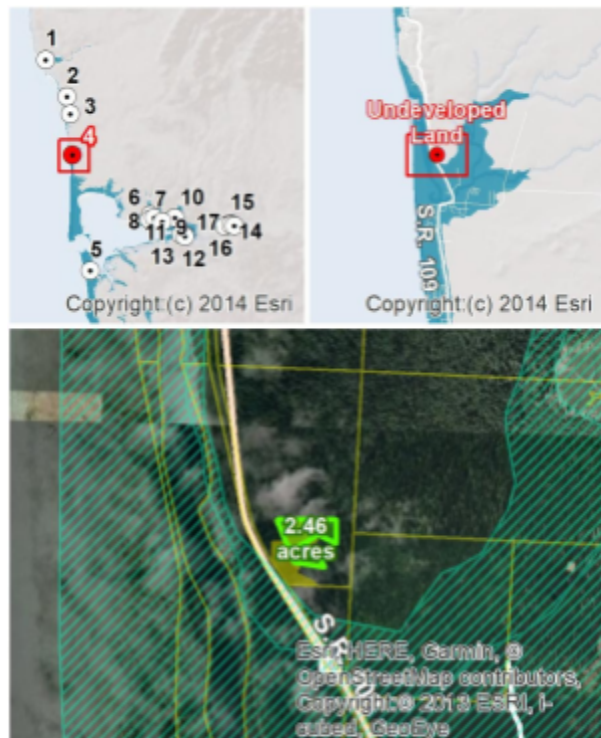 1
2
3
4
5
6
7
8
9
10
11
12
13
14
15
16
17
Copyright:(c) 2014 Esri
Undeveloped
Land
S.R. 109
Copyright:(c) 2014 Esri
2.46
acres
S. R.
Esri, HERE, Garmin, ©
OpenStreetMap contributors,
Copyright:© 2013 ESRI, i-
cubed, GeoEye